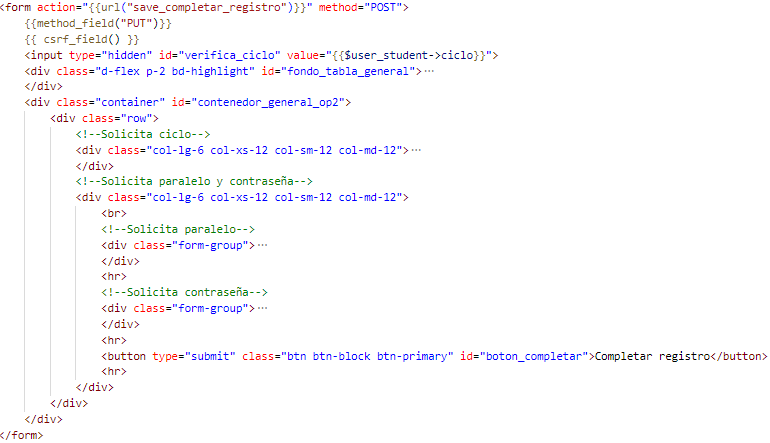 <form action="{{url("save_completar_registro")}}" method="POST">
    {{method_field("PUT")}}
    {{ csrf_field() }}
    <input type="hidden" id="verifica_ciclo" value="{{$user_student->ciclo}}">
    <div class="d-flex p-2 bd-highlight" id="fondo_tabla_general">···
    </div>
    <div class="container" id="contenedor_general_op2">
        <div class="row">
            <!--Solicita ciclo-->
            <div class="col-lg-6 col-xs-12 col-sm-12 col-md-12">···
            </div>
            <!--Solicita paralelo y contraseña-->
            <div class="col-lg-6 col-xs-12 col-sm-12 col-md-12">
                <br>
                <!--Solicita paralelo-->
                <div class="form-group">···
                </div>
                <hr>
                <!--Solicita contraseña-->
                <div class="form-group">···
                </div>
                <hr>
                <button type="submit" class="btn btn-block btn-primary" id="boton_completar">Completar registro</button>
                <hr>
            </div>
        </div>
    </div>
</form>